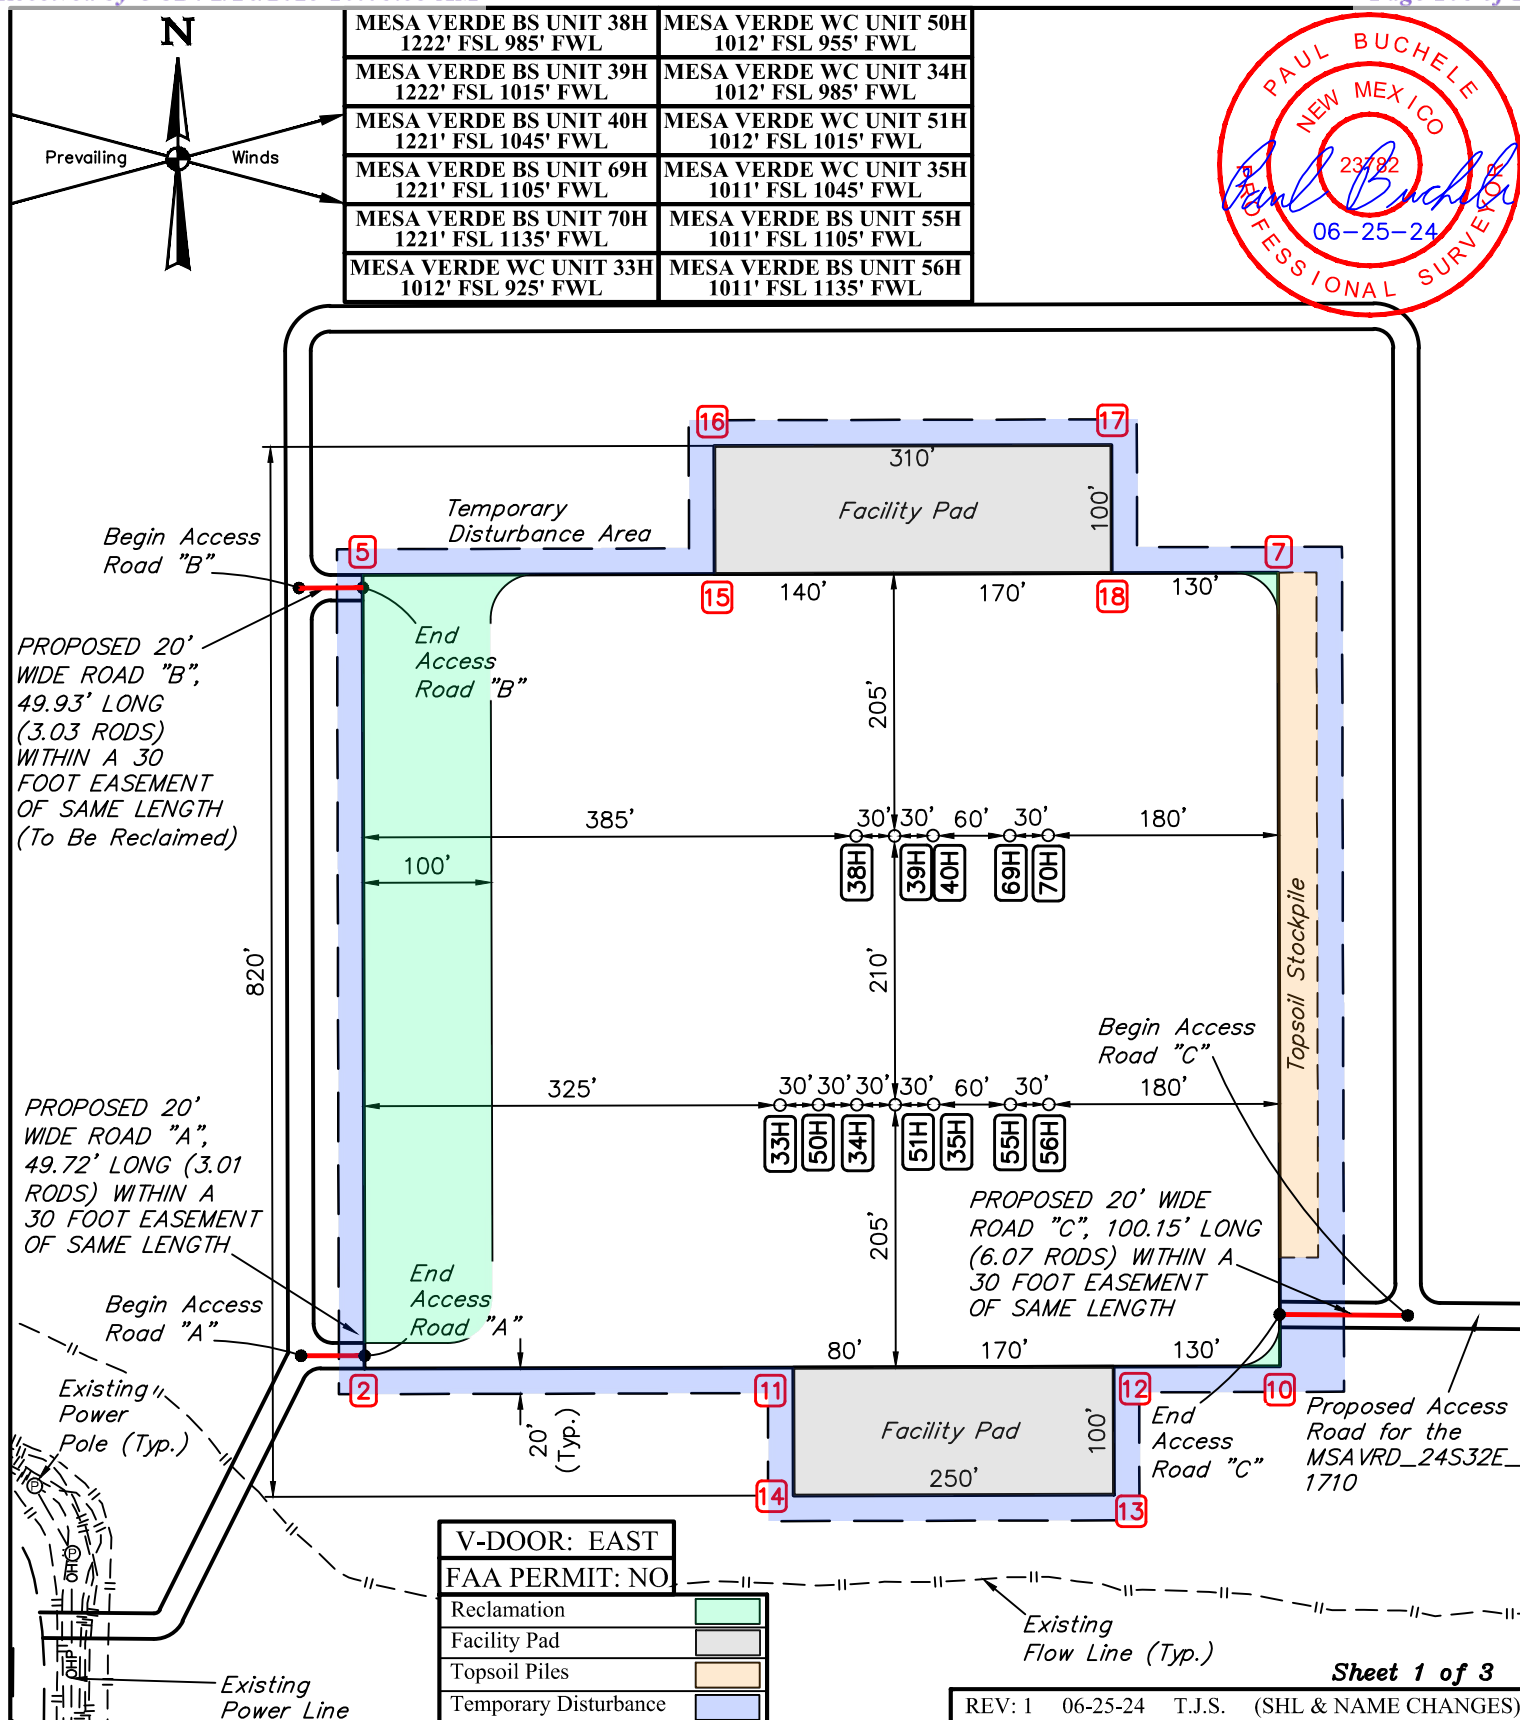 N
Prevailing Winds
MESA VERDE BS UNIT 38H
1222' FSL 985' FWL
MESA VERDE WC UNIT 50H
1012' FSL 955' FWL
MESA VERDE BS UNIT 39H
1222' FSL 1015' FWL
MESA VERDE WC UNIT 34H
1012' FSL 985' FWL
MESA VERDE BS UNIT 40H
1221' FSL 1045' FWL
MESA VERDE WC UNIT 51H
1012' FSL 1015' FWL
MESA VERDE BS UNIT 69H
1221' FSL 1105' FWL
MESA VERDE WC UNIT 35H
1011' FSL 1045' FWL
MESA VERDE BS UNIT 70H
1221' FSL 1135' FWL
MESA VERDE BS UNIT 55H
1011' FSL 1105' FWL
MESA VERDE WC UNIT 33H
1012' FSL 925' FWL
MESA VERDE BS UNIT 56H
1011' FSL 1135' FWL
PAUL BUCHELE
NEW MEXICO
23782
Paul Buchele
06-25-24
PROFESSIONAL SURVEYOR
16
17
310'
Facility Pad
100'
Temporary
Disturbance Area
Begin Access
Road "B"
5
7
15
140'
170'
18
130'
End
Access
Road "B"
PROPOSED 20'
WIDE ROAD "B",
49.93' LONG
(3.03 RODS)
WITHIN A 30
FOOT EASEMENT
OF SAME LENGTH
(To Be Reclaimed)
205'
385'
30'
30'
60'
30'
180'
38H
39H
40H
69H
70H
100'
820'
210'
Topsoil Stockpile
Begin Access
Road "C"
325'
30'
30'
30'
30'
60'
30'
180'
33H
50H
34H
51H
35H
55H
56H
PROPOSED 20'
WIDE ROAD "A",
49.72' LONG (3.01
RODS) WITHIN A
30 FOOT EASEMENT
OF SAME LENGTH
PROPOSED 20' WIDE
ROAD "C", 100.15' LONG
(6.07 RODS) WITHIN A
30 FOOT EASEMENT
OF SAME LENGTH
205'
End
Access
Road "A"
Begin Access
Road "A"
80'
170'
130'
2
11
12
10
20'
(Typ.)
Facility Pad
100'
250'
14
13
End
Access
Road "C"
Proposed Access
Road for the
MSAVRD_24S32E_
1710
Existing
Power
Pole (Typ.)
P
P
OHP
OHP
V-DOOR: EAST
FAA PERMIT: NO
Reclamation
Facility Pad
Topsoil Piles
Temporary Disturbance
Existing
Flow Line (Typ.)
Existing
Power Line
Sheet 1 of 3
REV: 1 06-25-24 T.J.S. (SHL & NAME CHANGES)